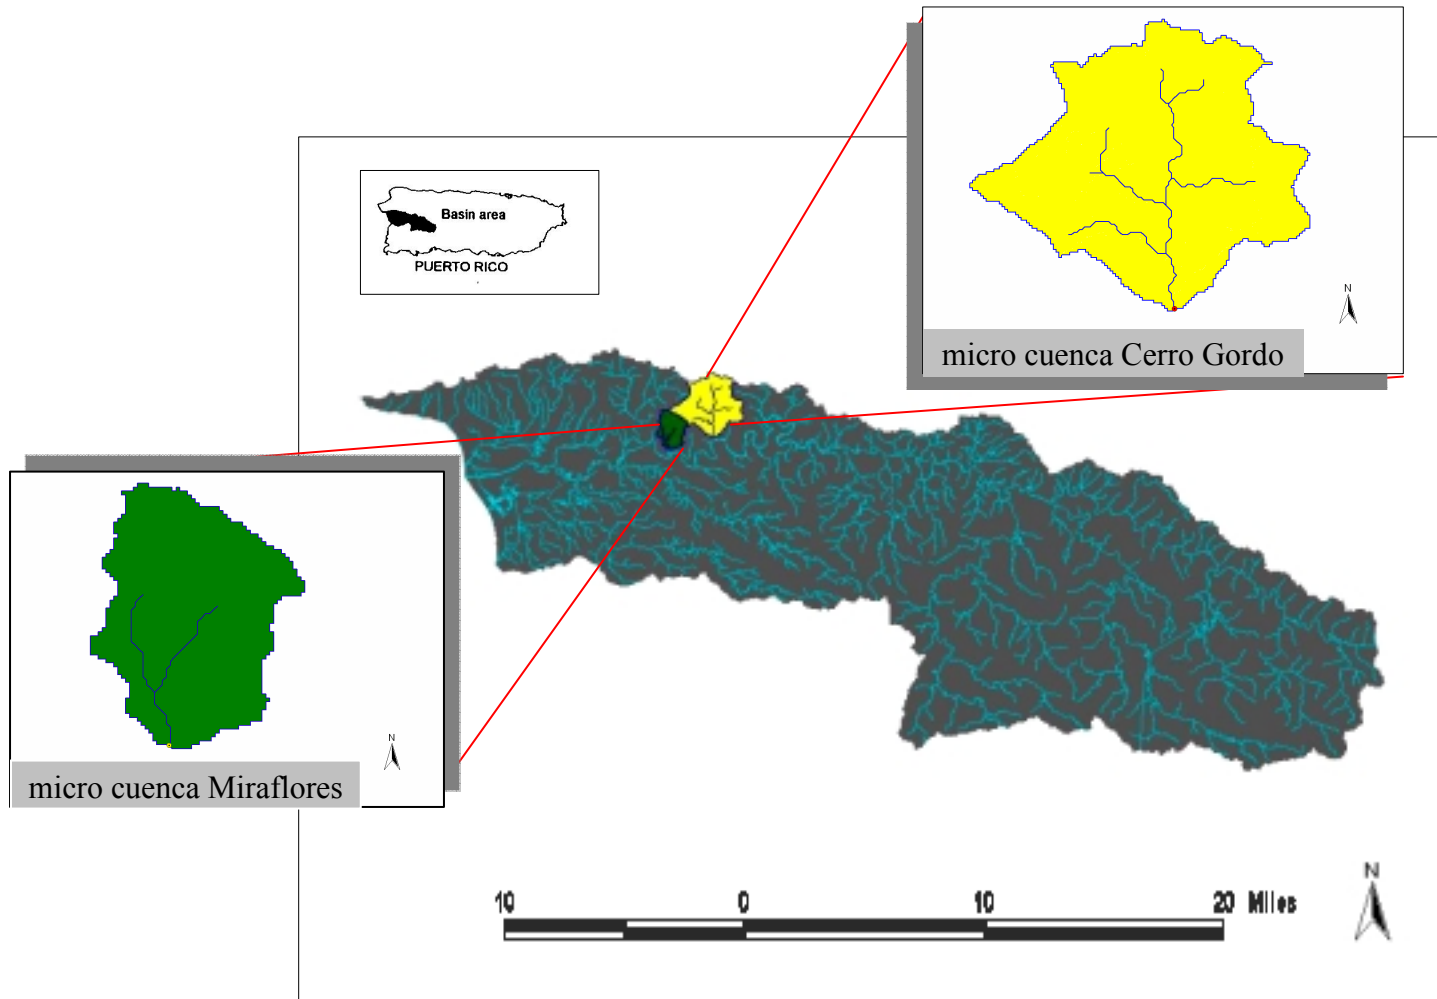 N
micro cuenca Cerro Gordo
Basin area
PUERTO RICO
N
micro cuenca Miraflores
N
10 0 10 20 Miles